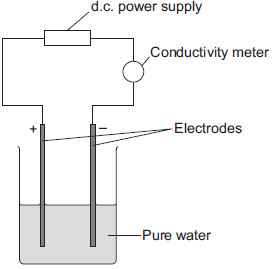 d.c. power supply
Conductivity meter
+ –
Electrodes
Pure water